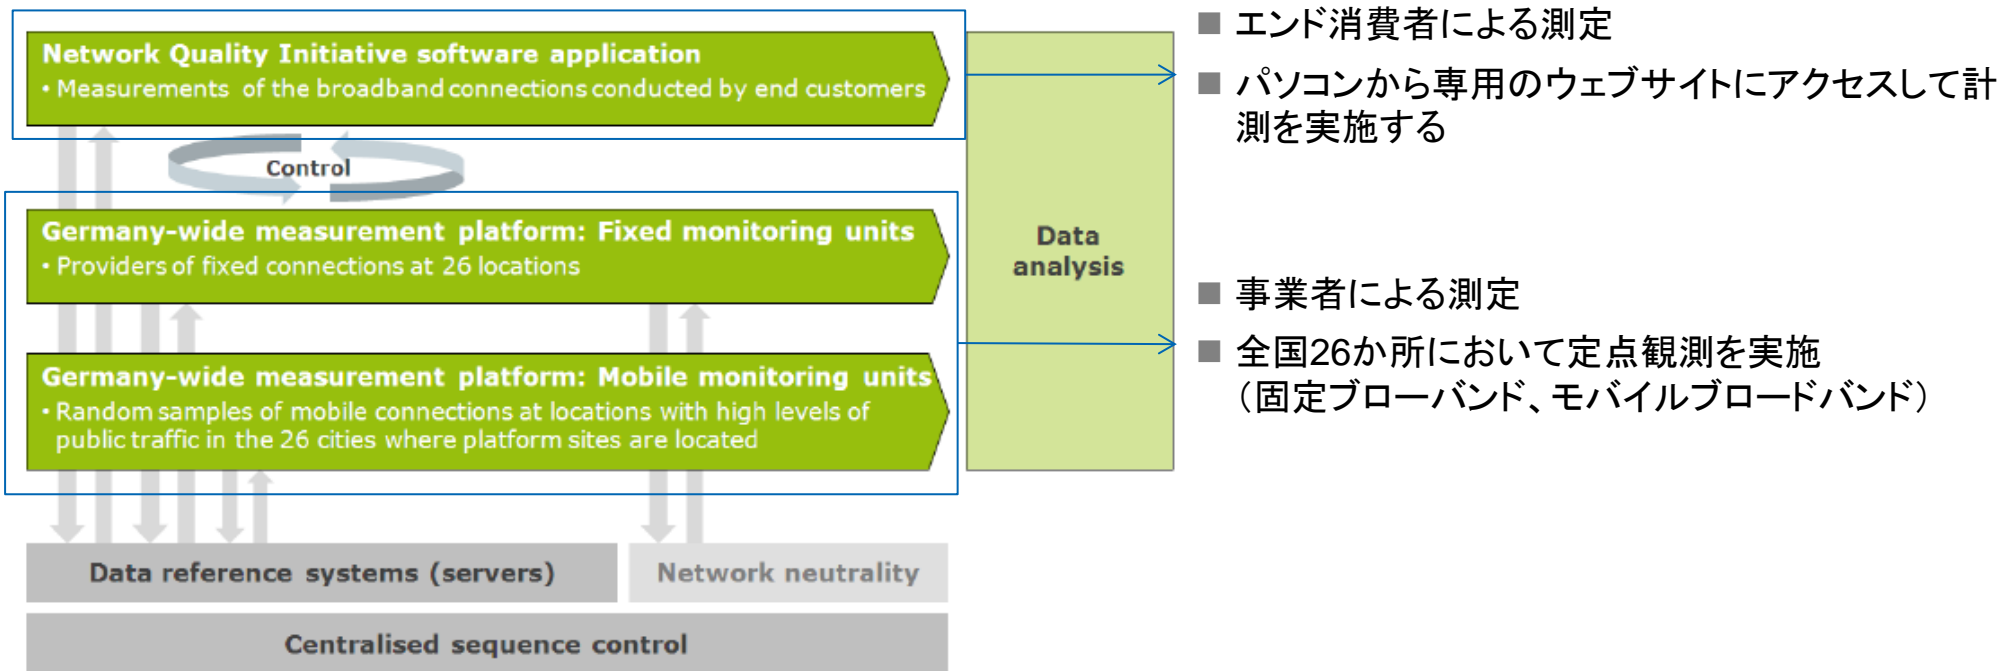 Network Quality Initiative software application
• Measurements of the broadband connections conducted by end customers
Control
Germany-wide measurement platform: Fixed monitoring units
• Providers of fixed connections at 26 locations
Germany-wide measurement platform: Mobile monitoring units
• Random samples of mobile connections at locations with high levels of
public traffic in the 26 cities where platform sites are located
Data reference systems (servers)
Network neutrality
Centralised sequence control
Data
analysis
■ エンド消費者による測定
■ パソコンから専用のウェブサイトにアクセスして計
測を実施する
■ 事業者による測定
■ 全国26か所において定点観測を実施
（固定ブローバンド、モバイルブロードバンド）